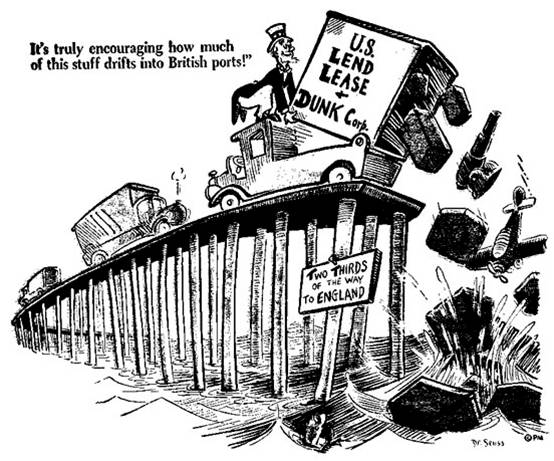 It's truly encouraging how much
of this stuff drifts into British ports!"
U.S.
LEND
LEASE
+
DUNK Corp.
TWO THIRDS
OF THE WAY
TO ENGLAND
Dr. Seuss
©PM